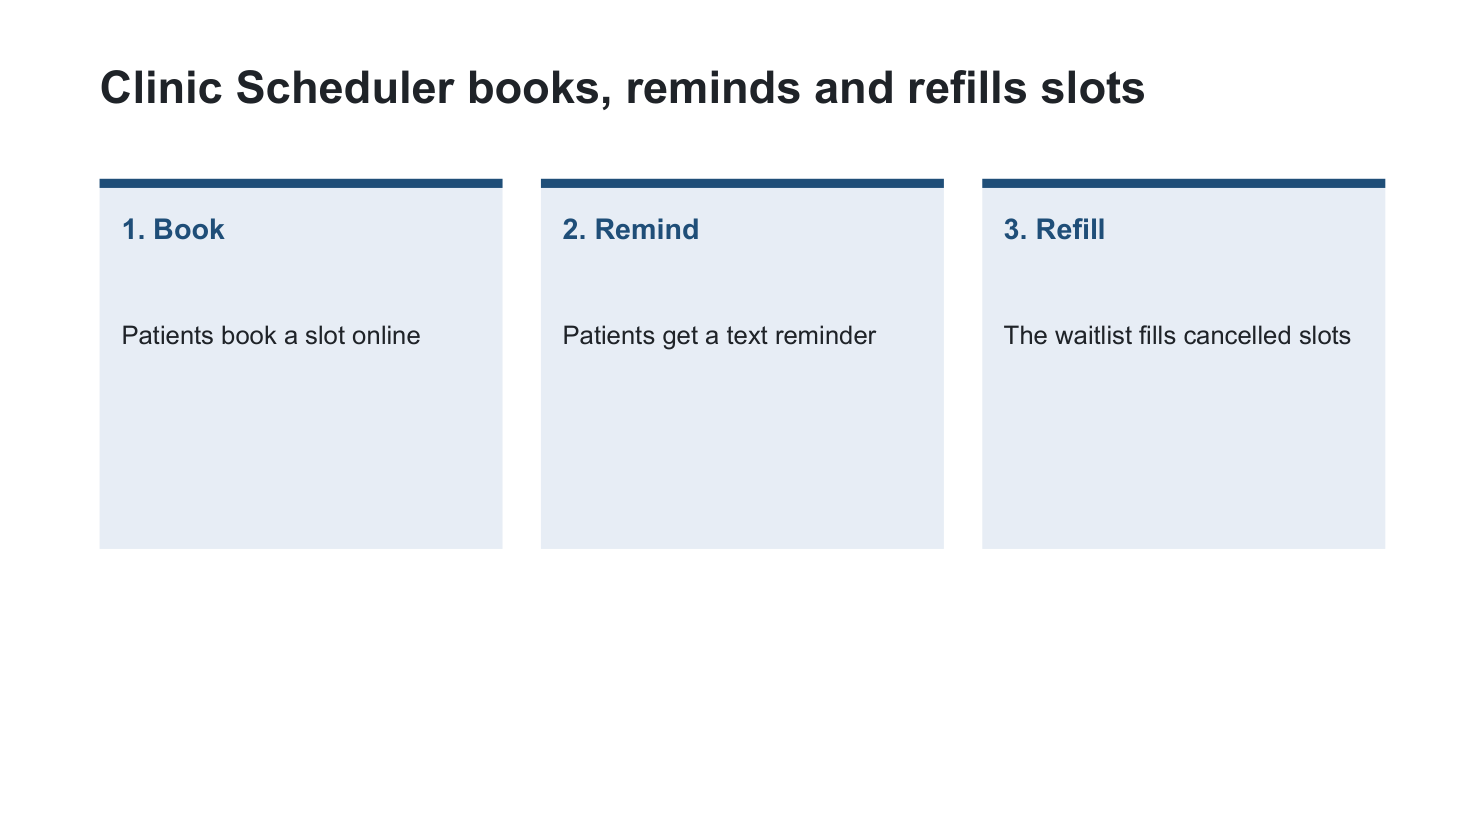 Clinic Scheduler books, reminds and refills slots
1. Book
Patients book a slot online
2. Remind
Patients get a text reminder
3. Refill
The waitlist fills cancelled slots